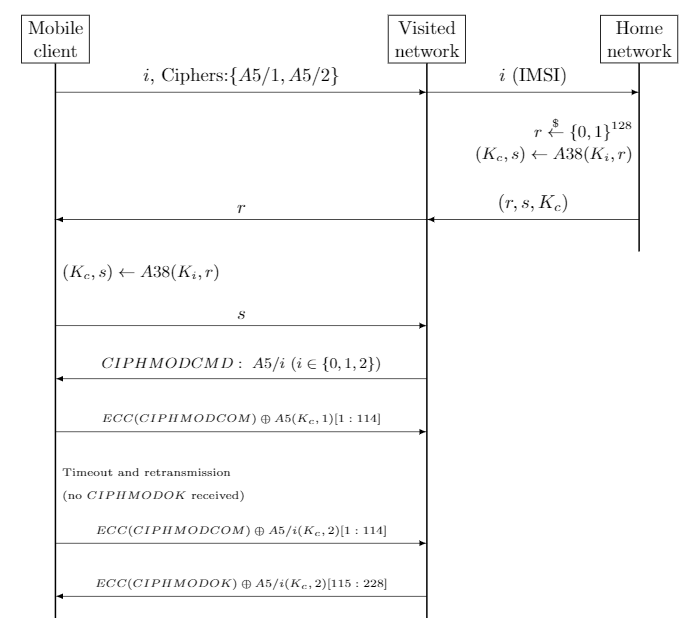 Mobile
client
Visited
network
Home
network
i, Ciphers:{A5/1, A5/2}
i (IMSI)
r ←$ {0, 1}^128
(K_c, s) ← A38(K_i, r)
(r, s, K_c)
r
(K_c, s) ← A38(K_i, r)
s
CIPHMODCMD : A5/i (i ∈ {0, 1, 2})
ECC(CIPHMODCOM) ⊕ A5(K_c, 1)[1 : 114]
Timeout and retransmission
(no CIPHMODOK received)
ECC(CIPHMODCOM) ⊕ A5/i(K_c, 2)[1 : 114]
ECC(CIPHMODOK) ⊕ A5/i(K_c, 2)[115 : 228]